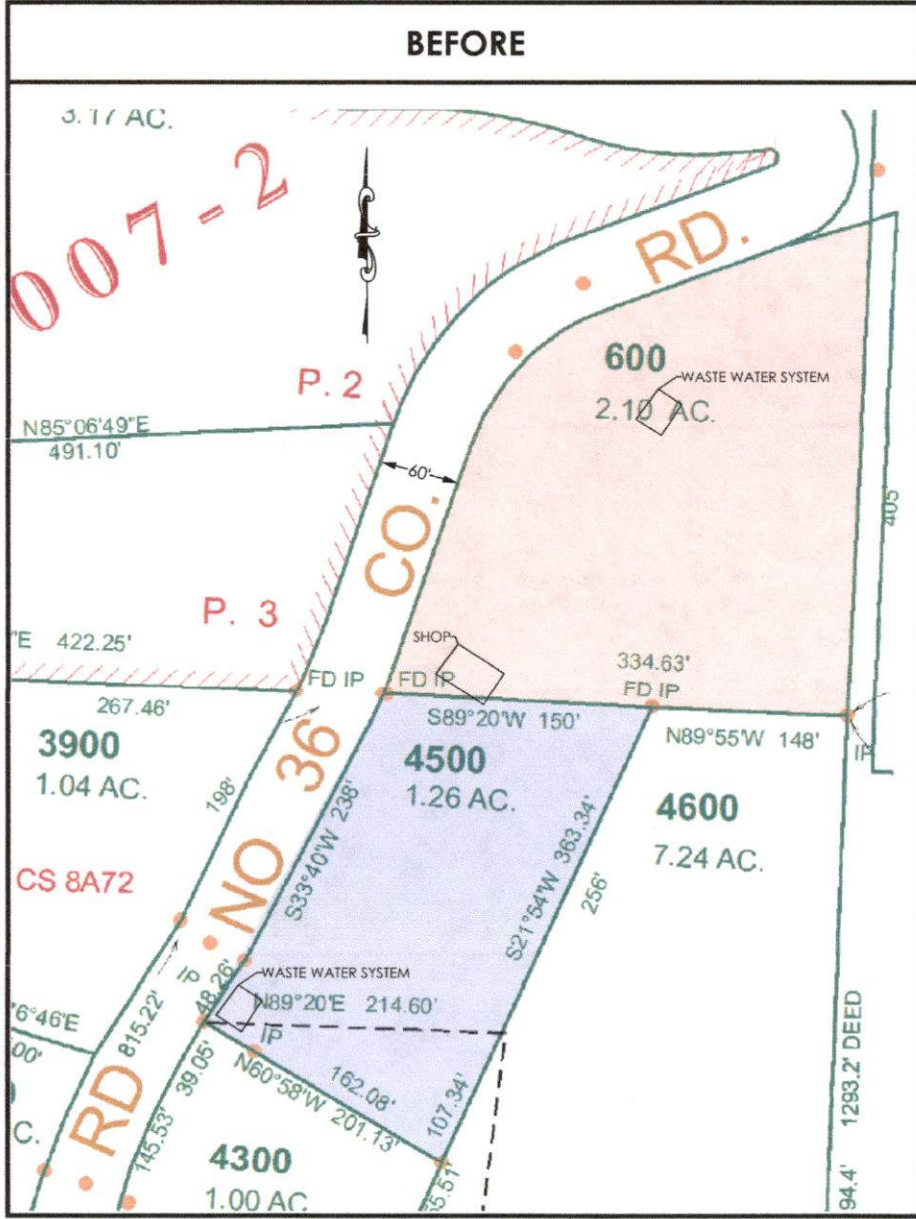 BEFORE
3.17 AC.
007-2
RD.
600
WASTE WATER SYSTEM
2.10 AC.
P. 2
N85°06'49"E
491.10'
60'
CO.
405'
P. 3
SHOP
"E 422.25'
334.63'
FD IP
FD IR
FD IP
267.46'
S89°20'W 150'
N89°55'W 148'
IP
3900
1.04 AC.
36
4500
1.26 AC.
4600
7.24 AC.
198'
S33°40'W 238'
S21°54'W 363.34'
256'
CS 8A72
NO
IP
48.26'
WASTE WATER SYSTEM
N89°20'E 214.60'
IP
6°46'E
00'
815.22'
39.05'
N60°58'W 201.13'
162.08'
107.34'
1293.2' DEED
RD
C.
145.53'
4300
1.00 AC.
5.51'
94.4'